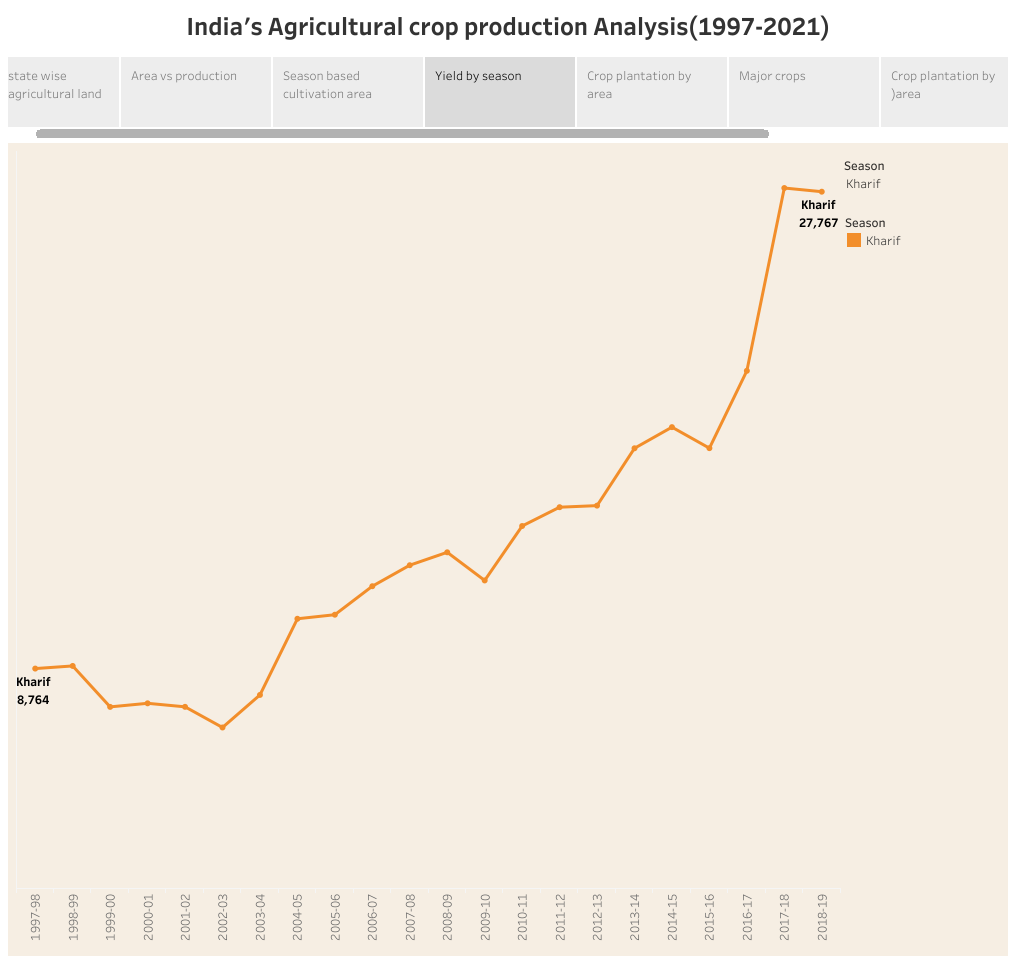 India’s Agricultural crop production Analysis(1997-2021)
state wise
agricultural land
Area vs production
Season based
cultivation area
Yield by season
Crop plantation by
area
Major crops
Crop plantation by
)area
Season
Kharif
Kharif
27,767
Season
Kharif
Kharif
8,764
1997-98
1998-99
1999-00
2000-01
2001-02
2002-03
2003-04
2004-05
2005-06
2006-07
2007-08
2008-09
2009-10
2010-11
2011-12
2012-13
2013-14
2014-15
2015-16
2016-17
2017-18
2018-19